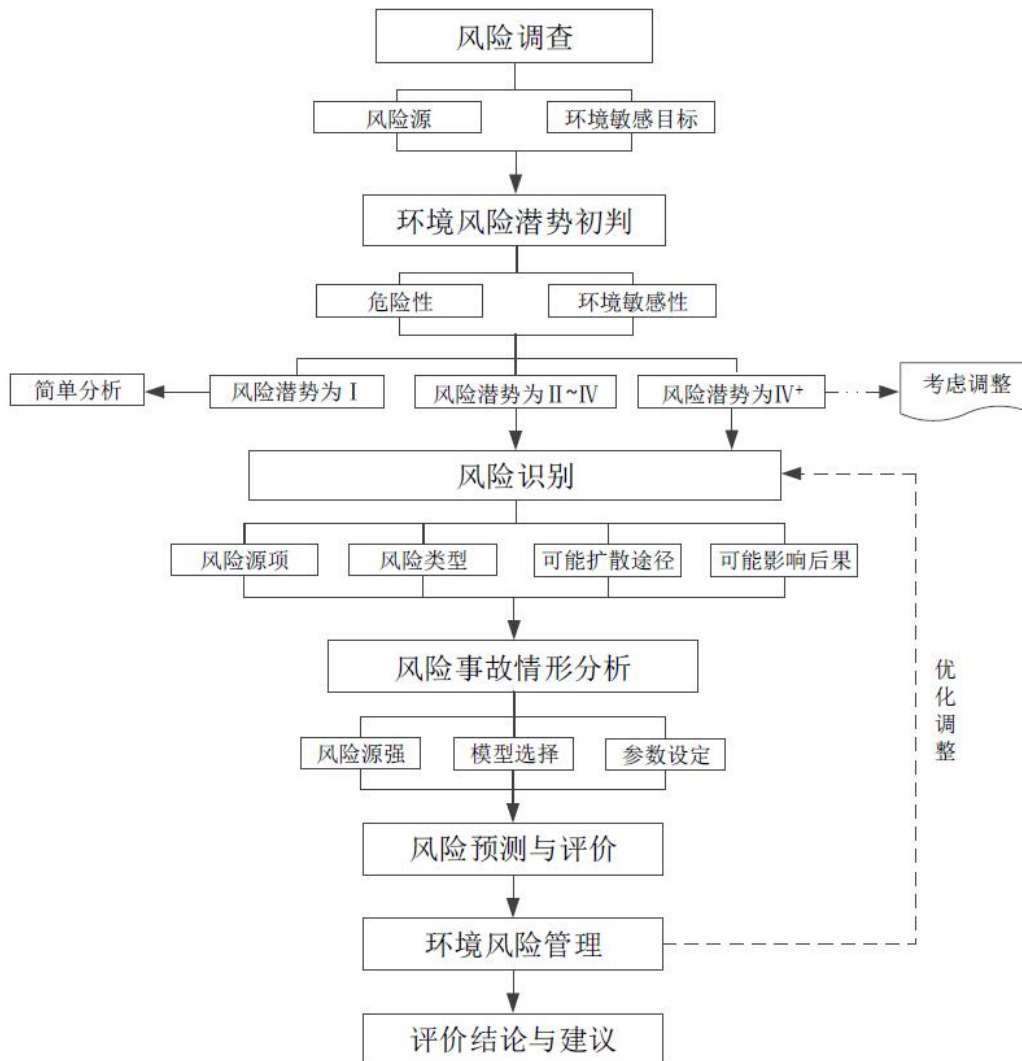 风险调查
风险源
环境敏感目标
环境风险潜势初判
危险性
环境敏感性
简单分析
风险潜势为Ⅰ
风险潜势为Ⅱ~Ⅳ
风险潜势为Ⅳ⁺
考虑调整
风险识别
风险源项
风险类型
可能扩散途径
可能影响后果
风险事故情形分析
优化调整
风险源强
模型选择
参数设定
风险预测与评价
环境风险管理
评价结论与建议